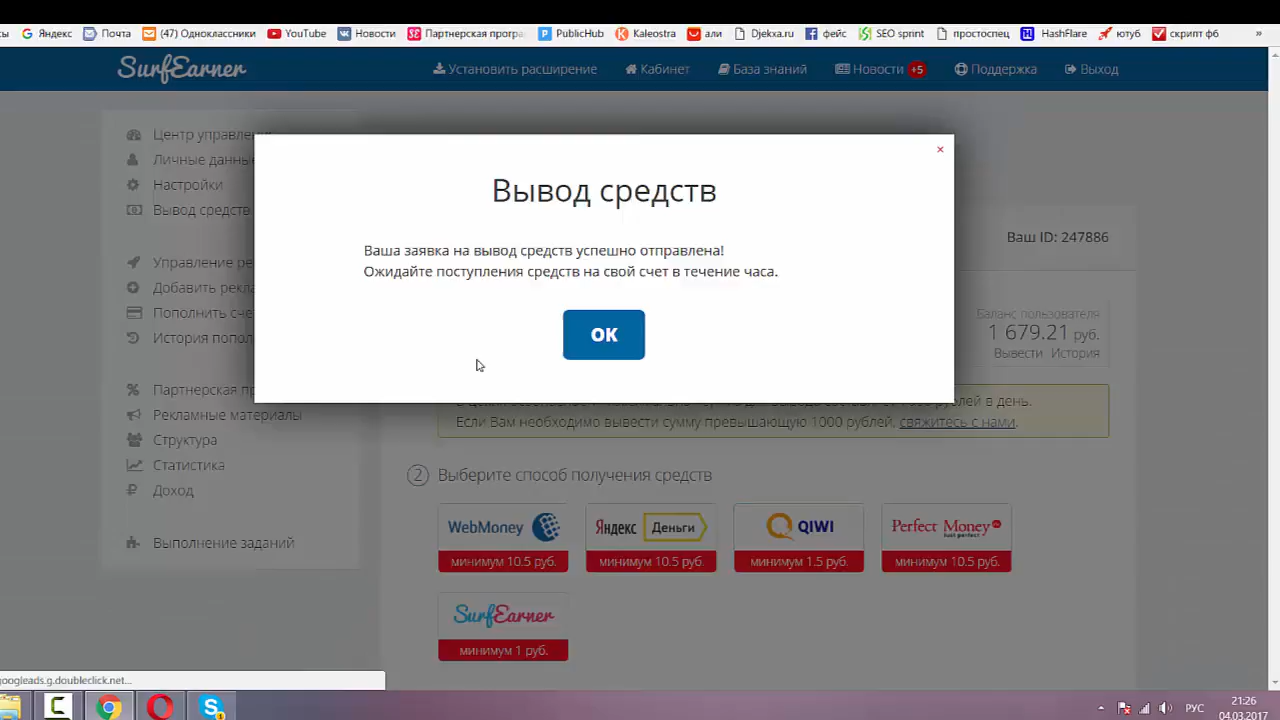 Яндекс Почта (47) Одноклассники YouTube Новости Партнерская програ PublicHub Kaleostra али Djekxa.ru фейс SEO sprint простоспец HashFlare ютуб скрипт фб »
SurfEarner Установить расширение Кабинет База знаний Новости +5 Поддержка Выход
Центр управлен
Личные данны
Настройки
Вывод средств
Управление ре
Добавить рекла
Пополнить сче
История попол
Партнерская пр
Рекламные материалы
Структура
Статистика
Доход
Выполнение заданий
×
Вывод средств
Ваша заявка на вывод средств успешно отправлена!
Ожидайте поступления средств на свой счет в течение часа.
OK
Ваш ID: 247886
Баланс пользователя
1 679.21 руб.
Вывести История
рублей в день.
Если Вам необходимо вывести сумму превышающую 1000 рублей, свяжитесь с нами.
2 Выберите способ получения средств
WebMoney Яндекс Деньги QIWI Perfect Money just perfect
минимум 10.5 руб. минимум 10.5 руб. минимум 1.5 руб. минимум 10.5 руб.
SurfEarner
минимум 1 руб.
googleads.g.doubleclick.net...
РУС 21:26
04.03.2017